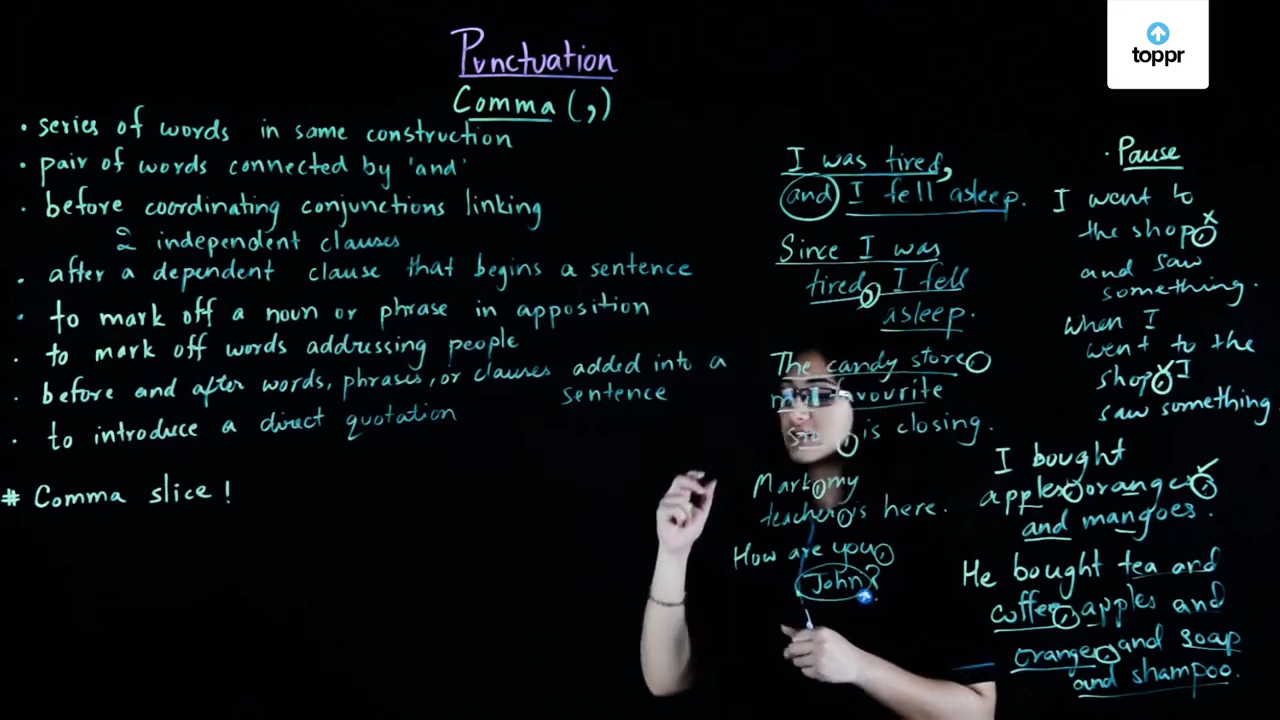 toppr
Punctuation
Comma (,)
• series of words in same construction
• pair of words connected by 'and'
• before coordinating conjunctions linking
2 independent clauses
• after a dependent clause that begins a sentence
• to mark off a noun or phrase in apposition
• to mark off words addressing people
• before and after words, phrases, or clauses added into a
sentence
• to introduce a direct quotation
# Comma slice !
I was tired,
and I fell asleep.
Since I was
tired, I fell
asleep.
The candy store,
favourite
, is closing.
Mark, my
teacher, is here.
How are you,
John?
• Pause
I went to
the shop, x
and saw
something.
When I
went to the
shop, I
saw something
I bought
apples, oranges, ✓
and mangoes.
He bought tea and
coffee, apples and
oranges, and soap
and shampoo.